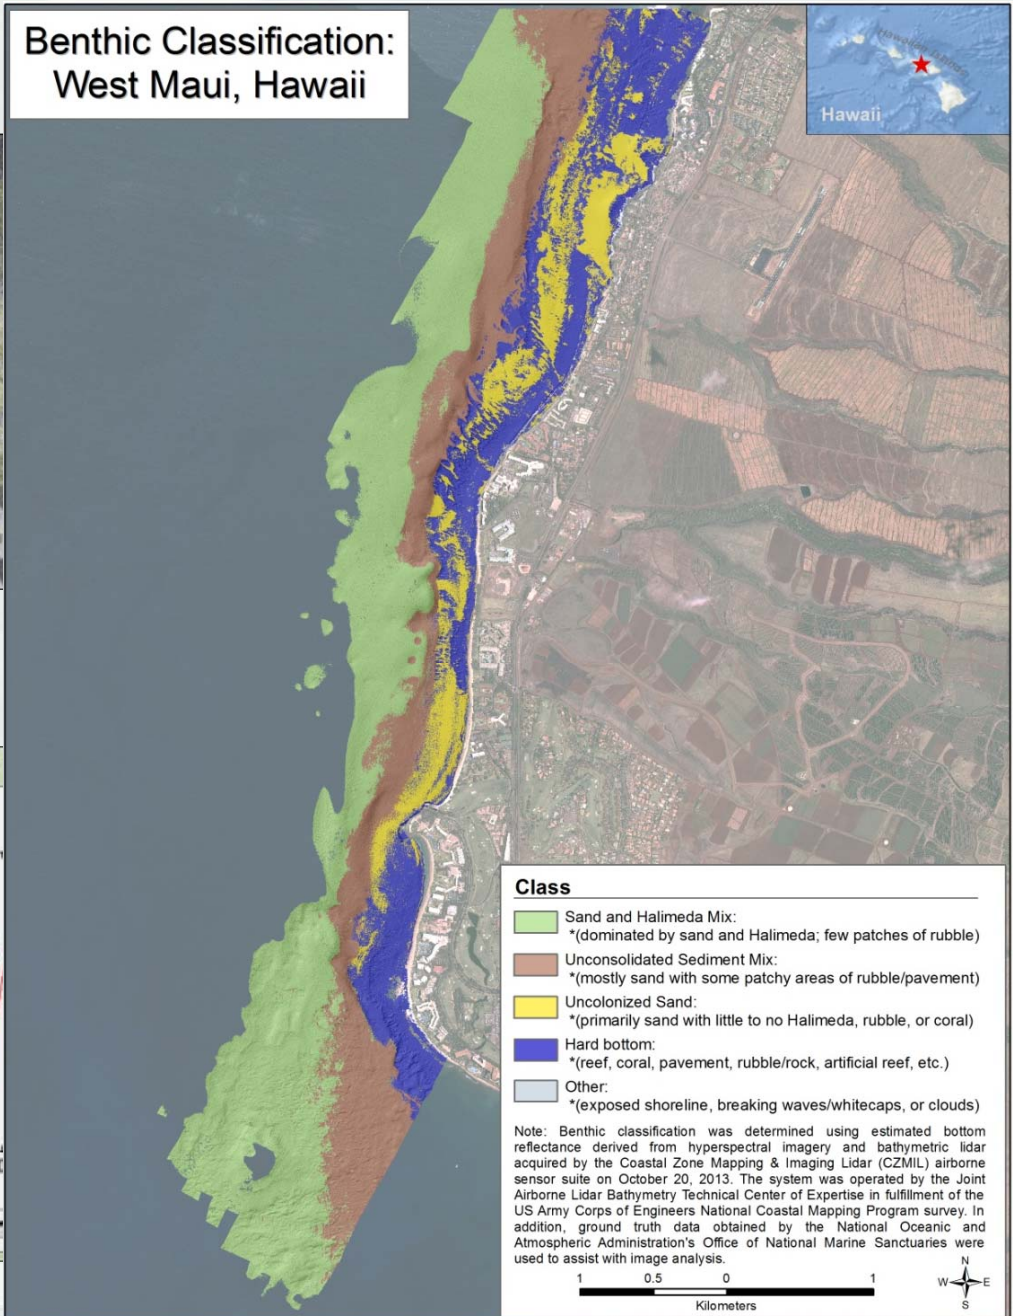 Benthic Classification:
West Maui, Hawaii
Hawaiian Islands
Hawaii
Class
Sand and Halimeda Mix:
*(dominated by sand and Halimeda; few patches of rubble)
Unconsolidated Sediment Mix:
*(mostly sand with some patchy areas of rubble/pavement)
Uncolonized Sand:
*(primarily sand with little to no Halimeda, rubble, or coral)
Hard bottom:
*(reef, coral, pavement, rubble/rock, artificial reef, etc.)
Other:
*(exposed shoreline, breaking waves/whitecaps, or clouds)
Note: Benthic classification was determined using estimated bottom
reflectance derived from hyperspectral imagery and bathymetric lidar
acquired by the Coastal Zone Mapping & Imaging Lidar (CZMIL) airborne
sensor suite on October 20, 2013. The system was operated by the Joint
Airborne Lidar Bathymetry Technical Center of Expertise in fulfillment of the
US Army Corps of Engineers National Coastal Mapping Program survey. In
addition, ground truth data obtained by the National Oceanic and
Atmospheric Administration's Office of National Marine Sanctuaries were
used to assist with image analysis.
N
W E
S
1 0.5 0 1
Kilometers